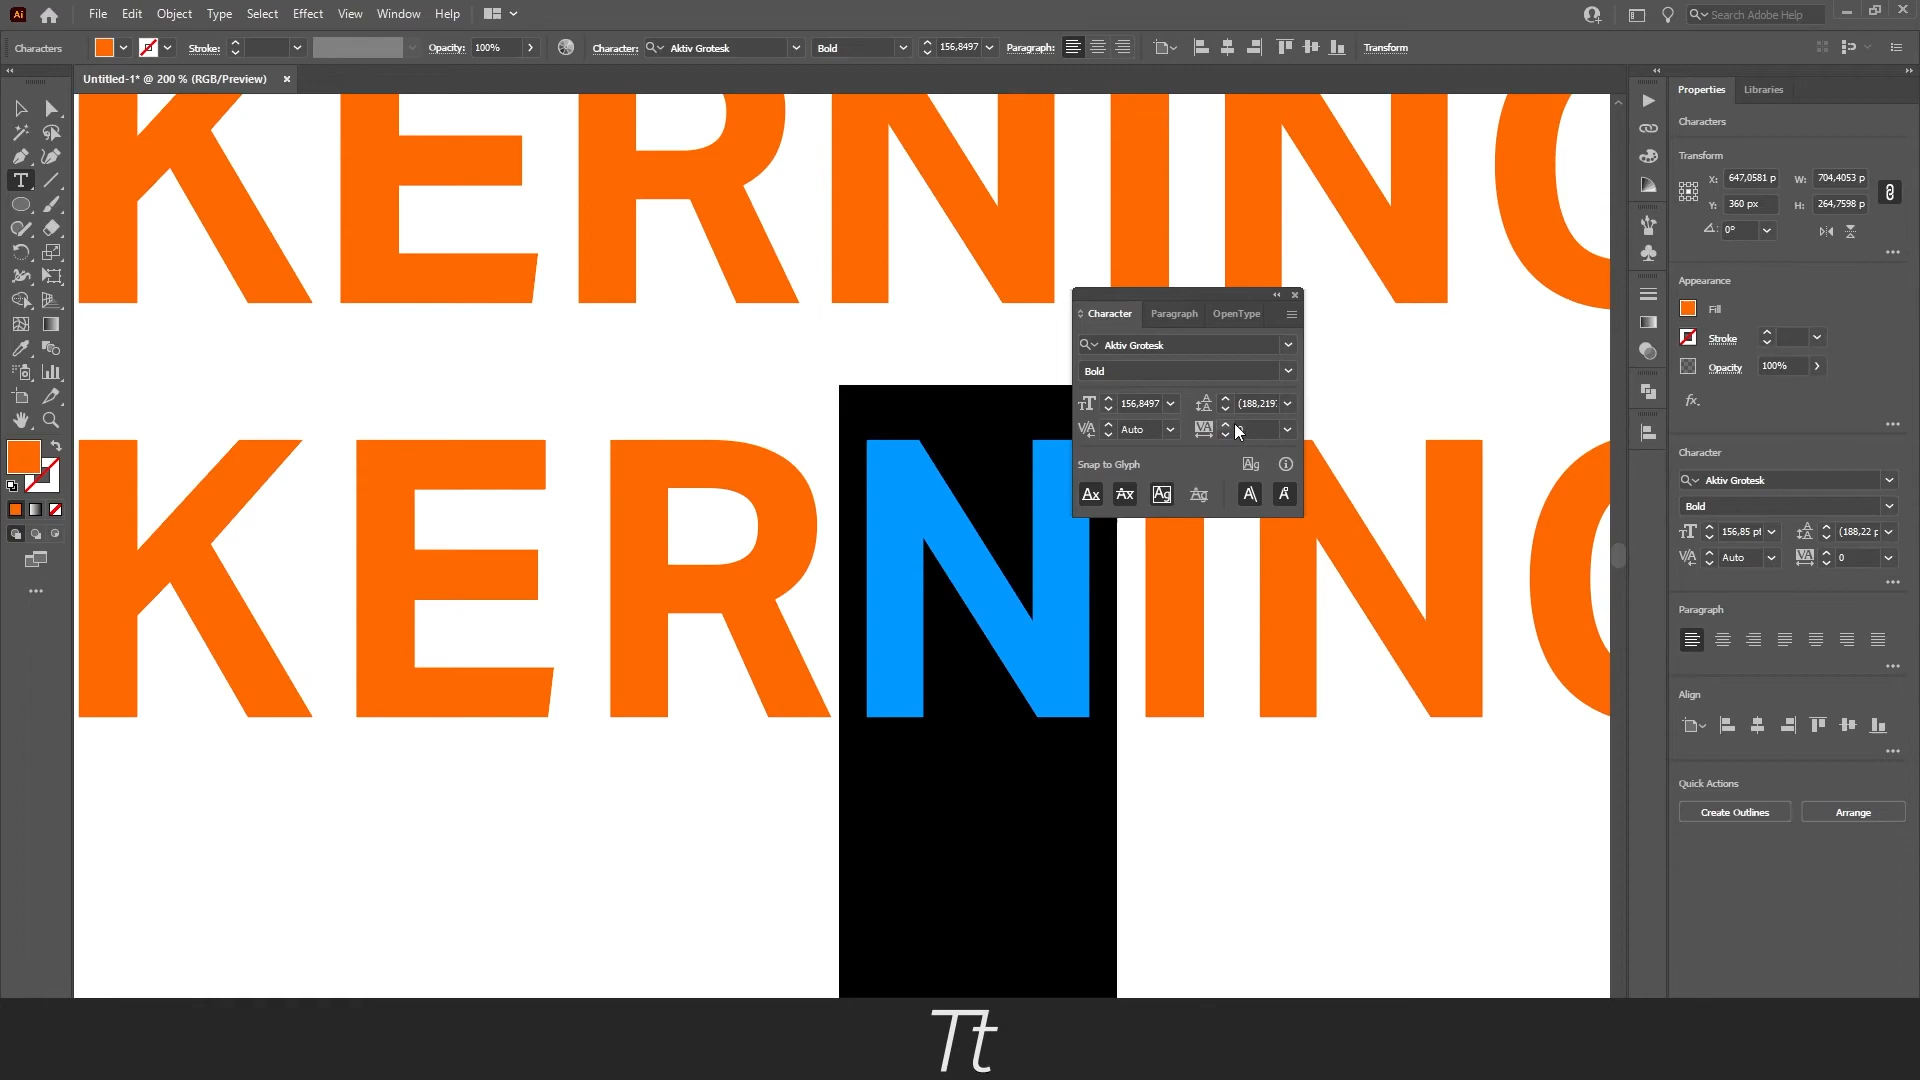 Ai File Edit Object Type Select Effect View Window Help Search Adobe Help
Characters Stroke: Opacity: 100% Character: Aktiv Grotesk Bold 156,8497 Paragraph: Transform
Untitled-1* @ 200 % (RGB/Preview)
KERNING
KERNING
Character Paragraph OpenType
Aktiv Grotesk
Bold
156,8497 (188,219
Auto
Snap to Glyph
Properties Libraries
Characters
Transform
X: 647,0581 p W: 704,4053 p
Y: 360 px H: 264,7598 p
0°
Appearance
Fill
Stroke
Opacity 100%
fx.
Character
Aktiv Grotesk
Bold
156,85 pt (188,22 p
Auto 0
Paragraph
Align
Quick Actions
Create Outlines Arrange
Tt